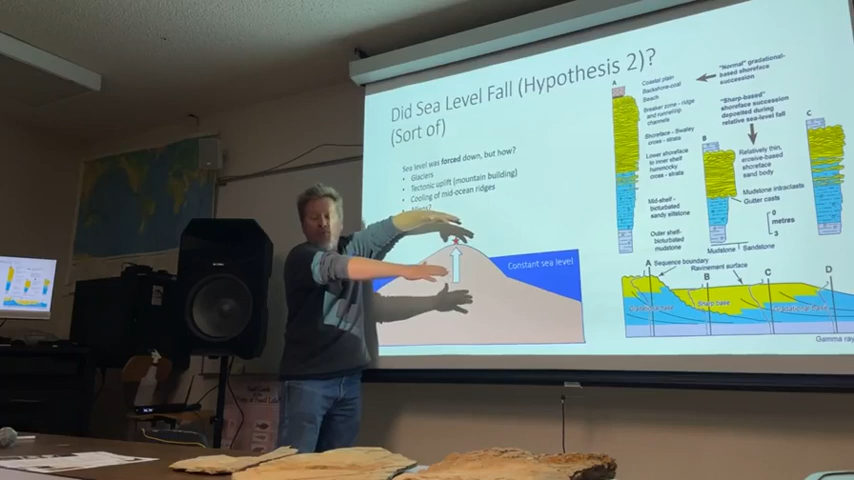 Did Sea Level Fall (Hypothesis 2)?
(Sort of)
Sea level was forced down, but how?
• Glaciers
• Tectonic uplift (mountain building)
• Cooling of mid-ocean ridges
Constant sea level
A
Coastal plain
Backshore-coal
Beach
Breaker zone - ridge
and runnel/rip
channels
Shoreface - Swaley
cross - strata
Lower shoreface
to inner shelf
hummocky
cross - strata
Mid-shelf -
bioturbated
sandy siltstone
Outer shelf-
bioturbated
mudstone
"Normal" gradational-
based shoreface
succession
"Sharp-based"
shoreface succession
deposited during
relative sea-level
fall
B
Relatively thin,
erosive-based
shoreface
sand body
Mudstone intraclasts
Gutter casts
0
metres
3
Mudstone
Sandstone
C
A
Sequence boundary
Ravinement surface
B
C
D
Sharp base
Gradational base
Gamma ray